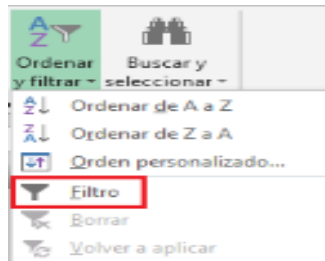 Ordenar
y filtrar
Buscar y
seleccionar
Ordenar de A a Z
Ordenar de Z a A
Orden personalizado...
Filtro
Borrar
Volver a aplicar